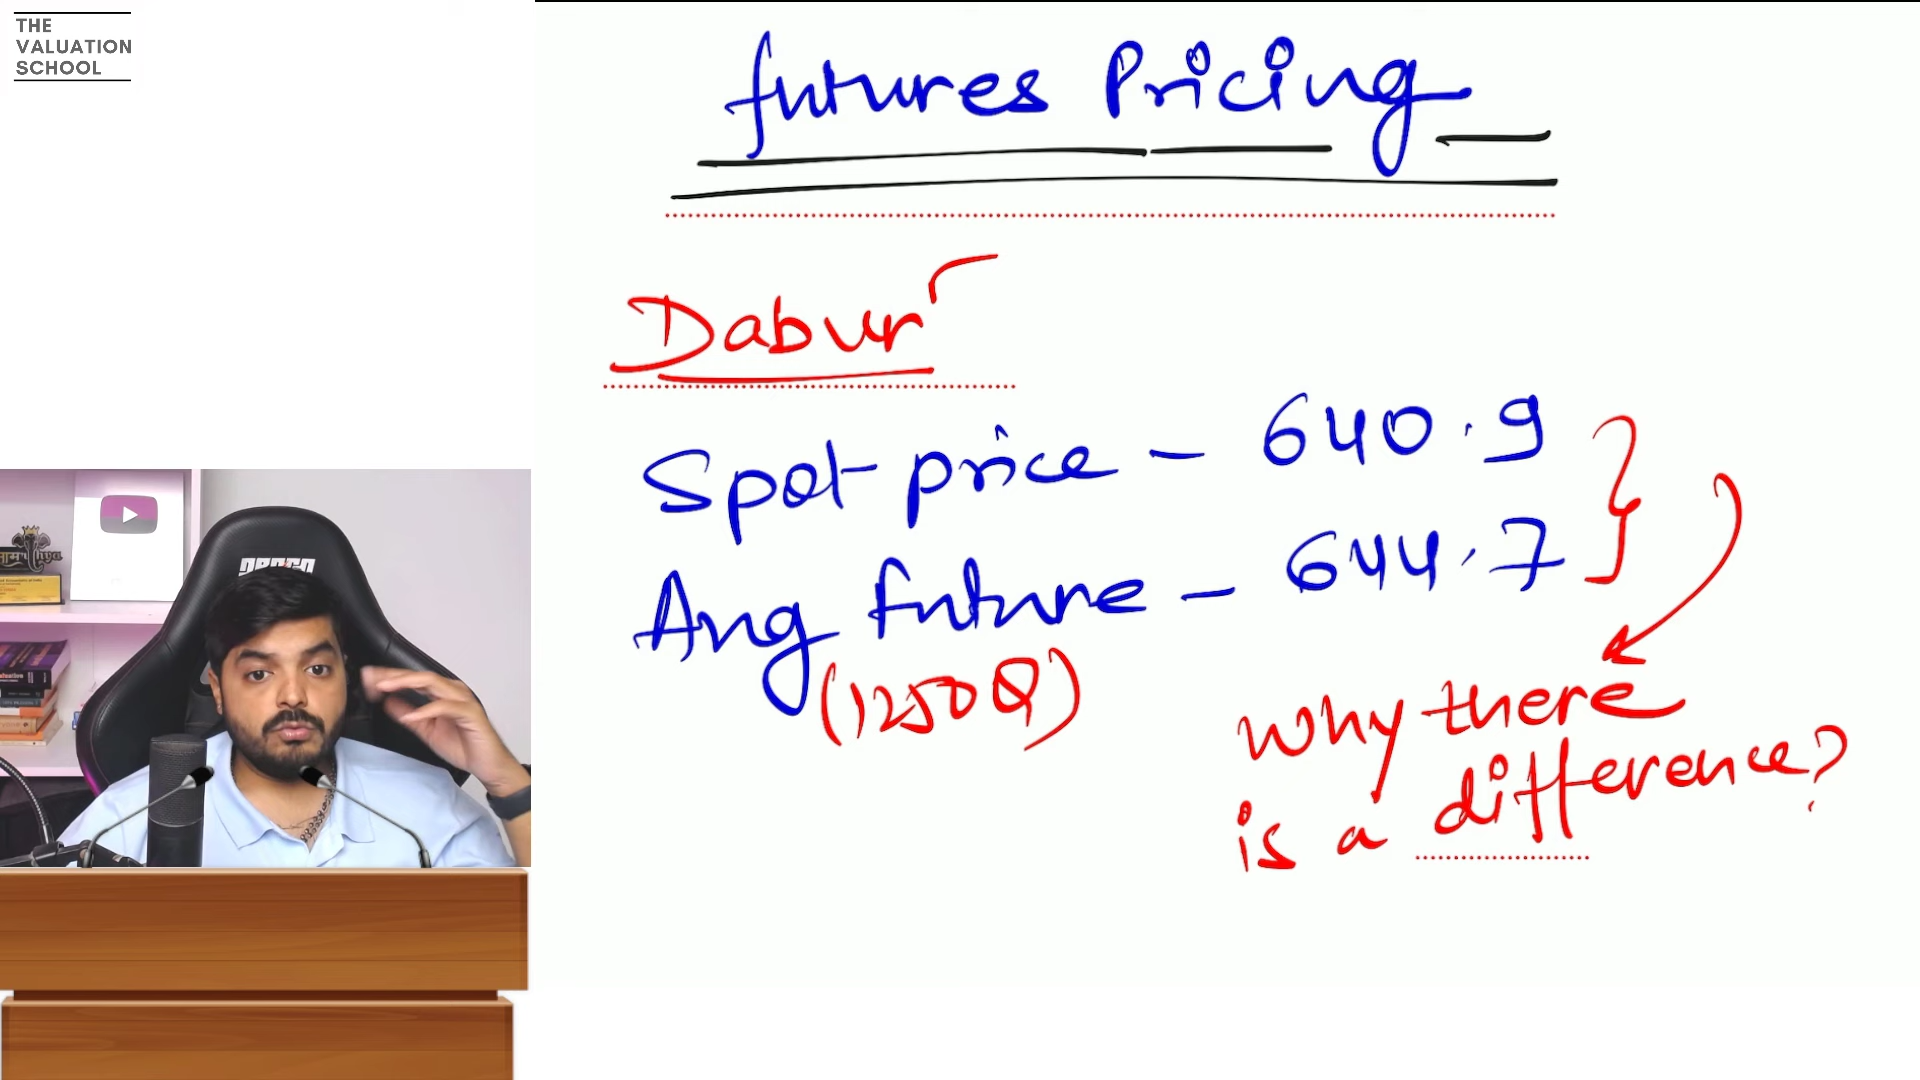 THE
VALUATION
SCHOOL
Futures Pricing
Dabur
Spot price - 640.9
Aug future - 644.7
(1250Q)
Why there
is a difference?